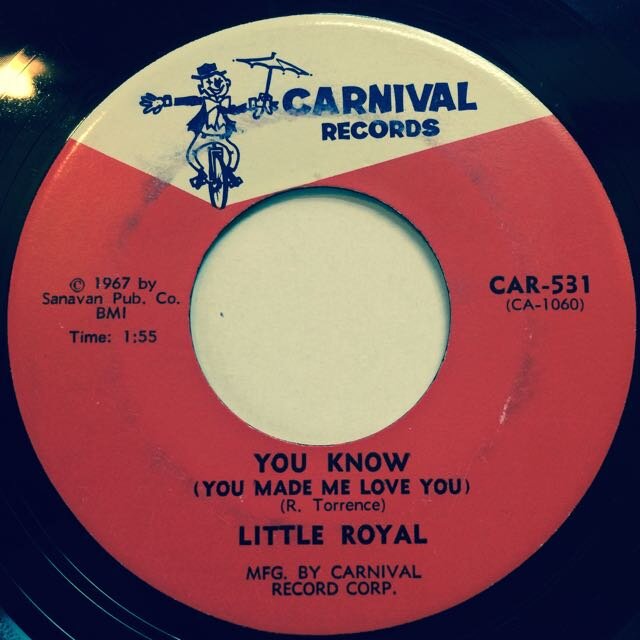 CARNIVAL
RECORDS
© 1967 by
Sanavan Pub. Co.
BMI
Time: 1:55
CAR-531
(CA-1060)
YOU KNOW
(YOU MADE ME LOVE YOU)
(R. Torrence)
LITTLE ROYAL
MFG. BY CARNIVAL
RECORD CORP.